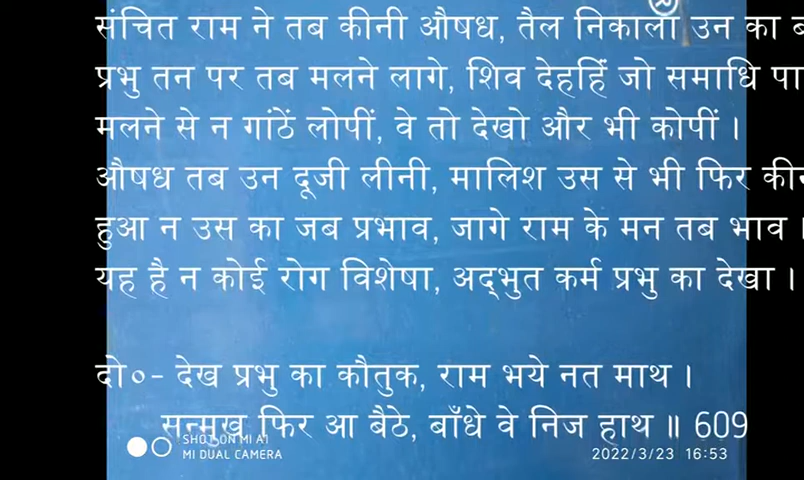 संचित राम ने तब कीनी औषध, तैल निकाला उन का
प्रभु तन पर तब मलने लागे, शिव देहहिं जो समाधि
मलने से न गांठें लोपीं, वे तो देखो और भी कोपीं ।
औषध तब उन दूजी लीनी, मालिश उस से भी फिर
हुआ न उस का जब प्रभाव, जागे राम के मन तब भाव ।
यह है न कोई रोग विशेषा, अद्भुत कर्म प्रभु का देखा ।
दो०- देख प्रभु का कौतुक, राम भये नत माथ ।
सन्मुख फिर आ बैठे, बाँधे वे निज हाथ ॥ 609
SHOT ON MI A1
MI DUAL CAMERA
2022/3/23 16:53